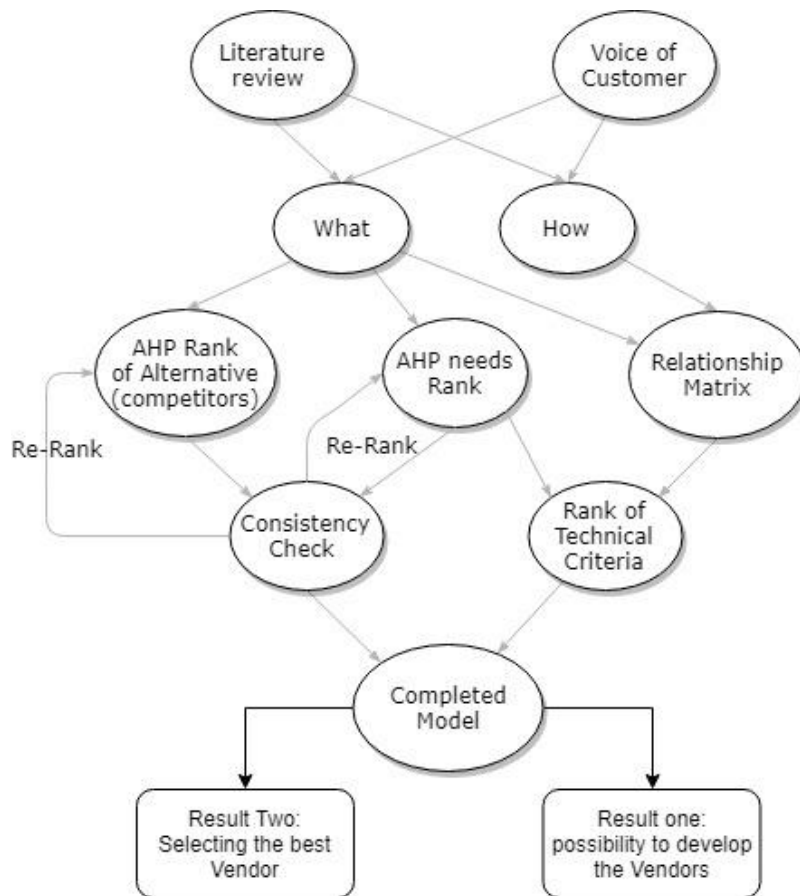 Literature
review
Voice of
Customer
What
How
AHP Rank
of Alternative
(competitors)
AHP needs
Rank
Relationship
Matrix
Re-Rank
Re-Rank
Consistency
Check
Rank of
Technical
Criteria
Completed
Model
Result Two:
Selecting the best
Vendor
Result one:
possibility to develop
the Vendors